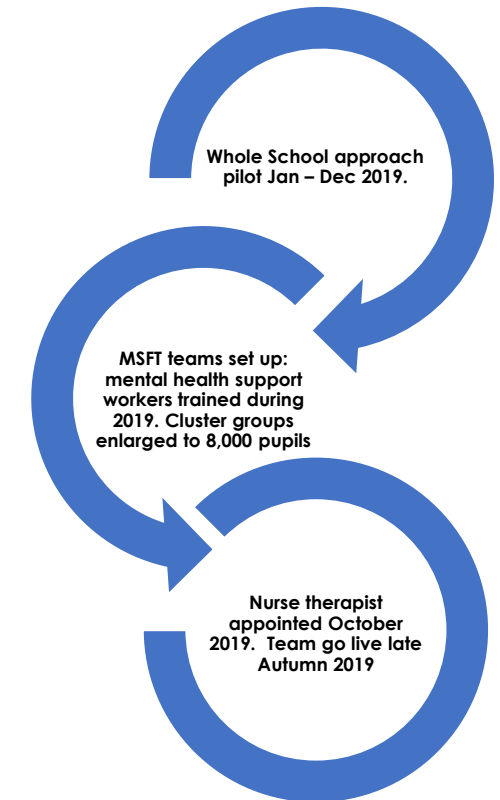 Whole School approach
pilot Jan – Dec 2019.
MSFT teams set up:
mental health support
workers trained during
2019. Cluster groups
enlarged to 8,000 pupils
Nurse therapist
appointed October
2019.  Team go live late
Autumn 2019